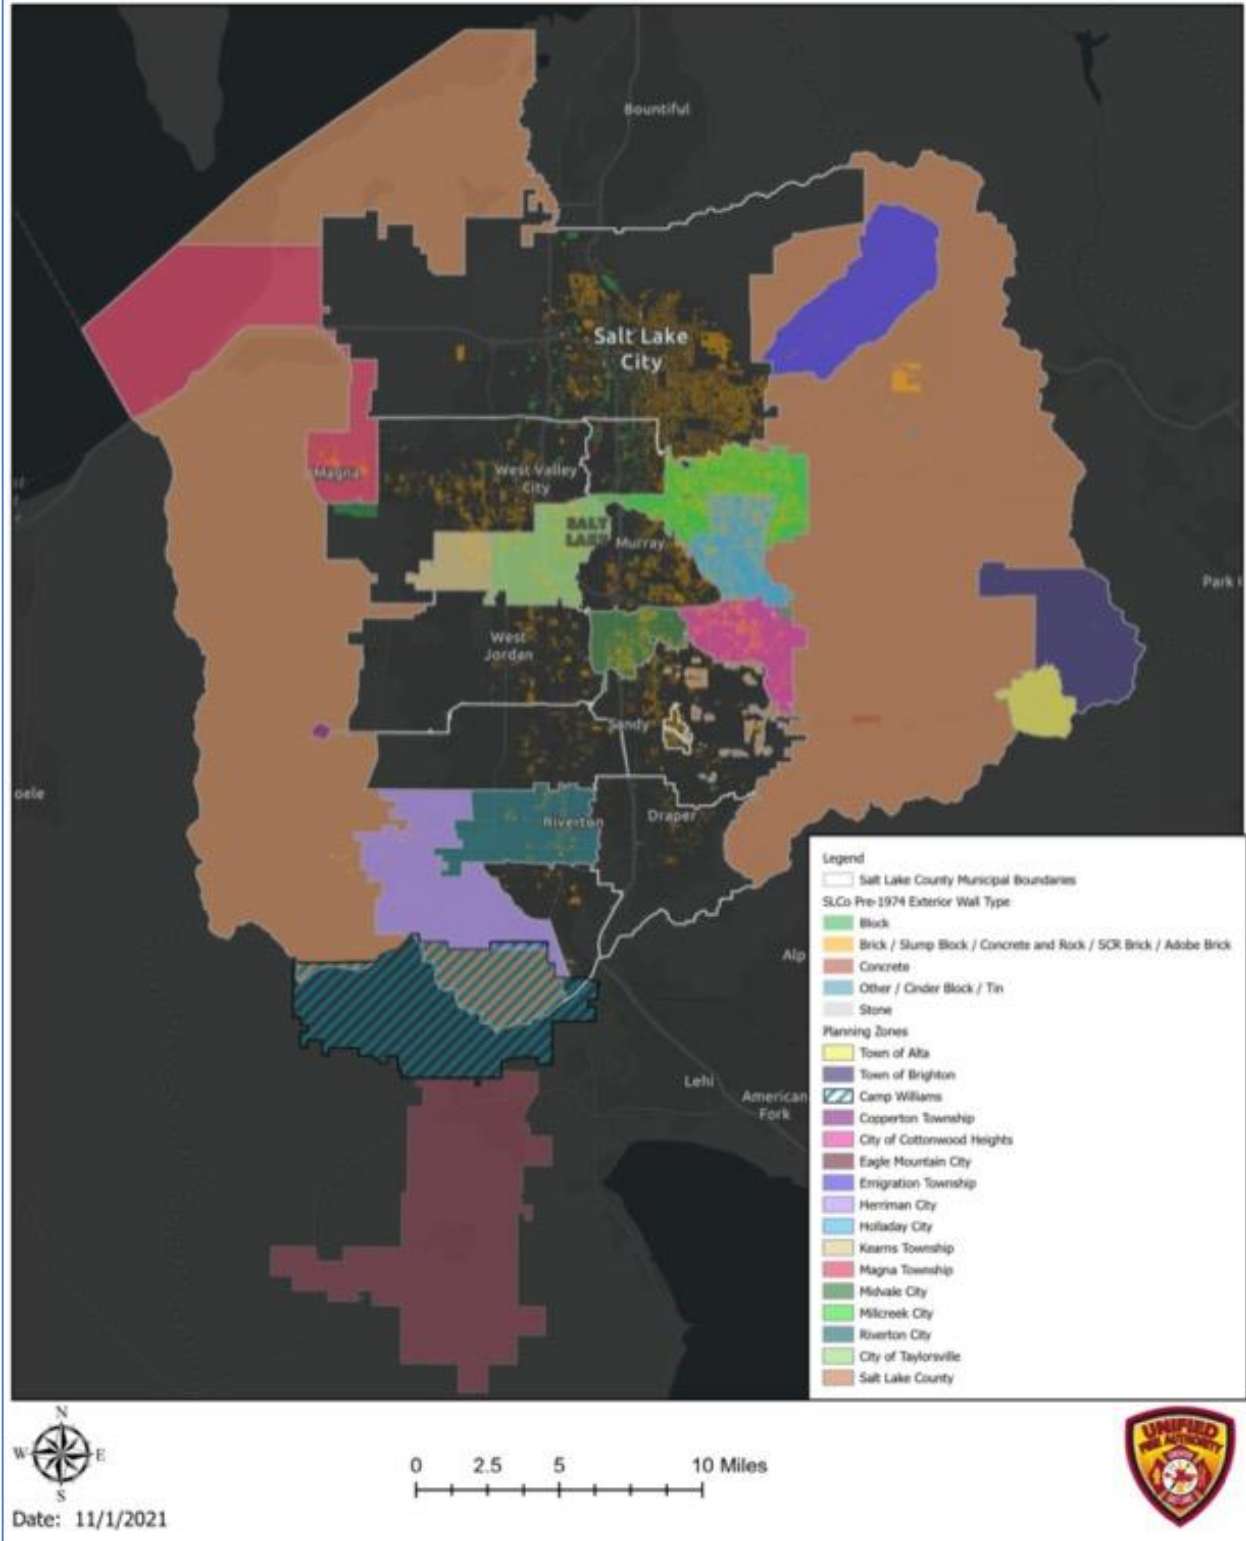 Bountiful
Salt Lake
City
Magna
West Valley
City
SALT
LAKE
Murray
Park
West
Jordan
Sandy
oele
Riverton
Draper
Alp
Lehi
American
Fork
Legend
Salt Lake County Municipal Boundaries
SLCo Pre-1974 Exterior Wall Type
Block
Brick / Slump Block / Concrete and Rock / SCR Brick / Adobe Brick
Concrete
Other / Cinder Block / Tin
Stone
Planning Zones
Town of Alta
Town of Brighton
Camp Williams
Copperton Township
City of Cottonwood Heights
Eagle Mountain City
Emigration Township
Herriman City
Holladay City
Kearns Township
Magna Township
Midvale City
Millcreek City
Riverton City
City of Taylorsville
Salt Lake County
N
W E
S
0 2.5 5 10 Miles
Date: 11/1/2021
UNIFIED
FIRE AUTHORITY